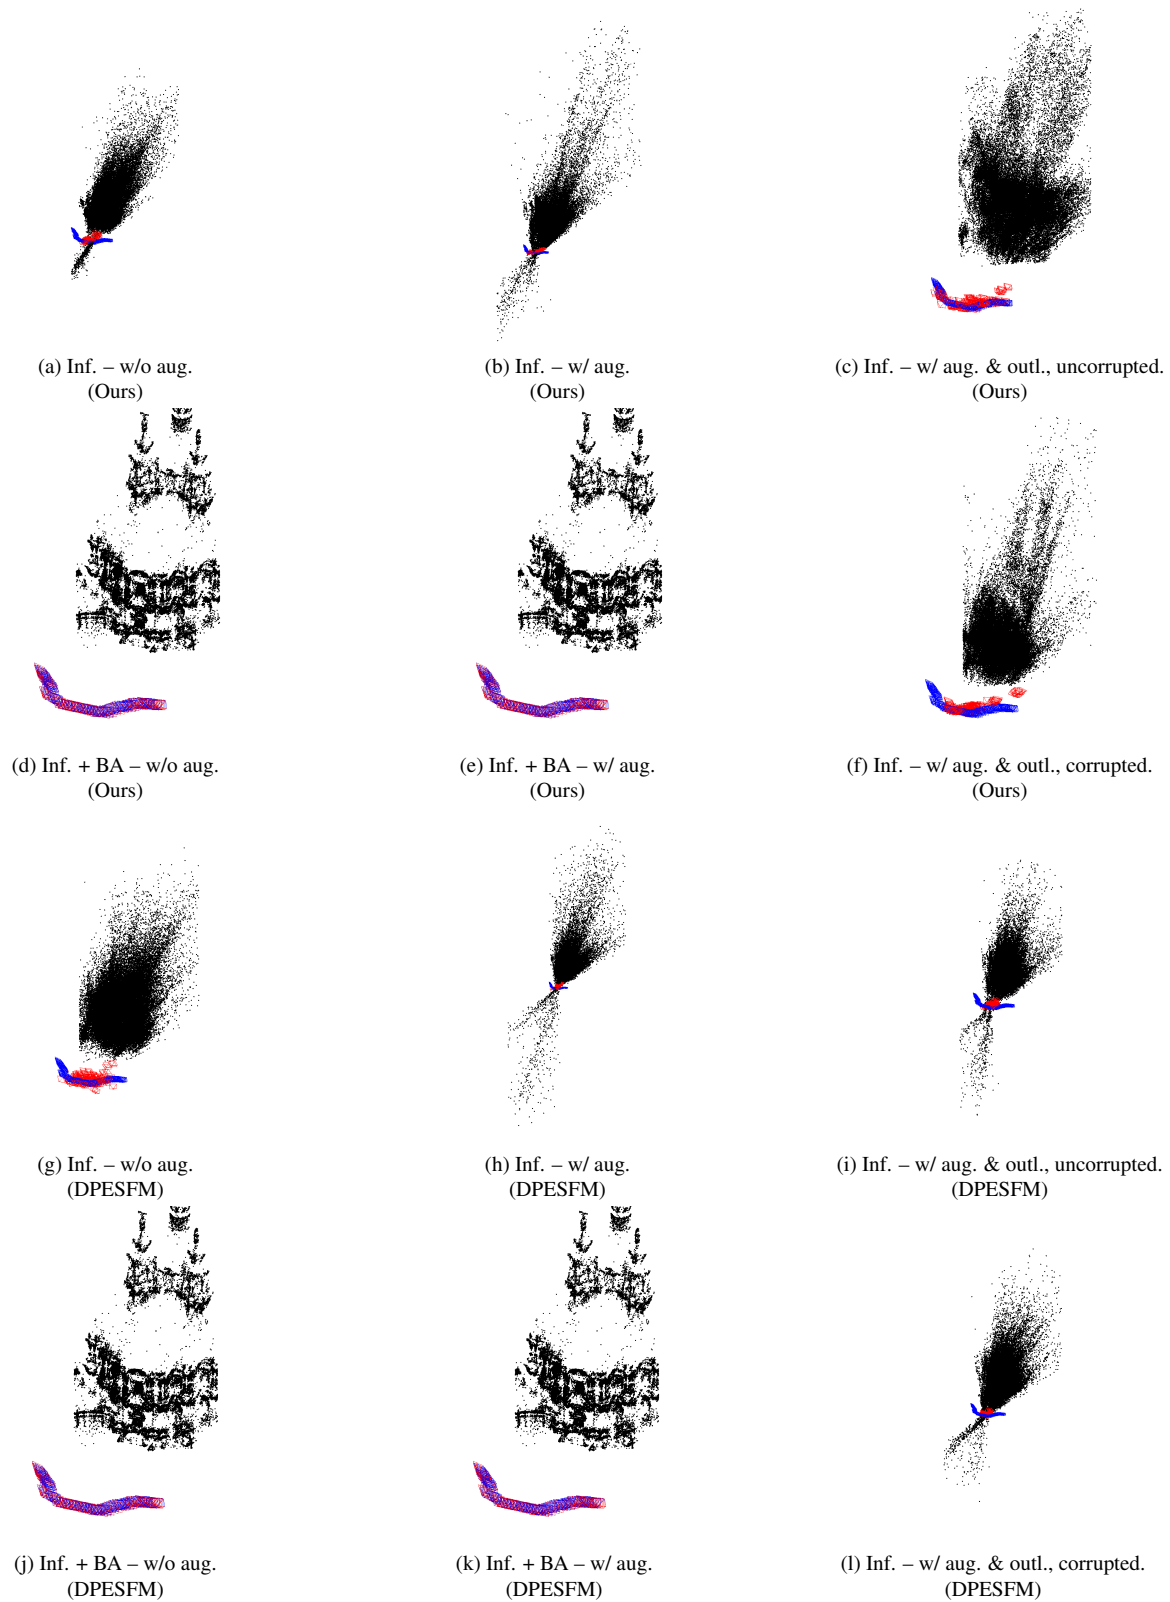 (a) Inf. – w/o aug.
(Ours)
(b) Inf. – w/ aug.
(Ours)
(c) Inf. – w/ aug. & outl., uncorrupted.
(Ours)
(d) Inf. + BA – w/o aug.
(Ours)
(e) Inf. + BA – w/ aug.
(Ours)
(f) Inf. – w/ aug. & outl., corrupted.
(Ours)
(g) Inf. – w/o aug.
(DPESFM)
(h) Inf. – w/ aug.
(DPESFM)
(i) Inf. – w/ aug. & outl., uncorrupted.
(DPESFM)
(j) Inf. + BA – w/o aug.
(DPESFM)
(k) Inf. + BA – w/ aug.
(DPESFM)
(l) Inf. – w/ aug. & outl., corrupted.
(DPESFM)